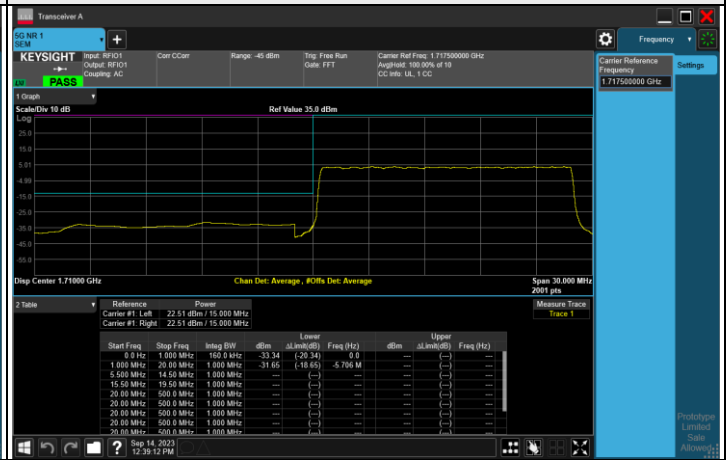 Transceiver A
5G NR 1
SEM
Frequency
KEYSIGHT
Input: RFIO1
Output: RFIO1
Coupling: AC
Corr CCorr
Range: -45 dBm
Trig: Free Run
Gate: FFT
Carrier Ref Freq: 1.717500000 GHz
Avg|Hold: 100.00% of 10
CC Info: UL, 1 CC
PASS
Carrier Reference
Frequency
1.717500000 GHz
Settings
1 Graph
Scale/Div 10 dB
Ref Value 35.0 dBm
Log
25.0
15.0
5.01
-4.99
-15.0
-25.0
-35.0
-45.0
-55.0
Disp Center 1.71000 GHz
Chan Det: Average , #Offs Det: Average
Span 30.000 MHz
2001 pts
2 Table
Reference Power
Carrier #1: Left 22.51 dBm / 15.000 MHz
Carrier #1: Right 22.51 dBm / 15.000 MHz
Measure Trace
Trace 1
Lower Upper
Start Freq Stop Freq Integ BW dBm ΔLimit(dB) Freq (Hz) dBm ΔLimit(dB) Freq (Hz)
0.0 Hz 1.000 MHz 160.0 kHz -33.34 (-20.34) 0.0 --- (---) ---
1.000 MHz 20.00 MHz 1.000 MHz -31.65 (-18.65) -5.706 M --- (---) ---
5.500 MHz 14.50 MHz 1.000 MHz --- (---) --- --- (---) ---
15.50 MHz 19.50 MHz 1.000 MHz --- (---) --- --- (---) ---
20.00 MHz 500.0 MHz 1.000 MHz --- (---) --- --- (---) ---
20.00 MHz 500.0 MHz 1.000 MHz --- (---) --- --- (---) ---
20.00 MHz 500.0 MHz 1.000 MHz --- (---) --- --- (---) ---
20.00 MHz 500.0 MHz 1.000 MHz --- (---) --- --- (---) ---
20.00 MHz 500.0 MHz 1.000 MHz --- (---) --- --- (---) ---
Sep 14, 2023
12:39:12 PM
Prototype
Limited
Sale
Allowed